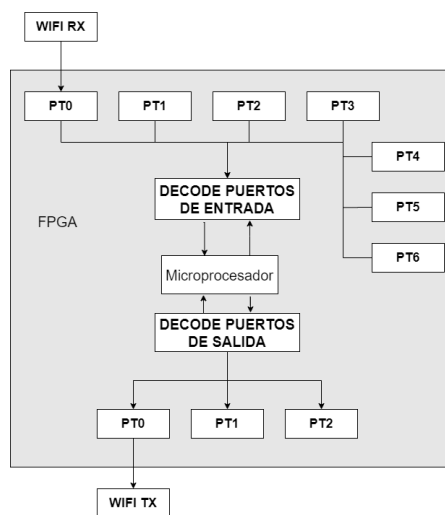 WIFI RX
PT0
PT1
PT2
PT3
PT4
DECODE PUERTOS
DE ENTRADA
PT5
FPGA
PT6
Microprocesador
DECODE PUERTOS
DE SALIDA
PT0
PT1
PT2
WIFI TX